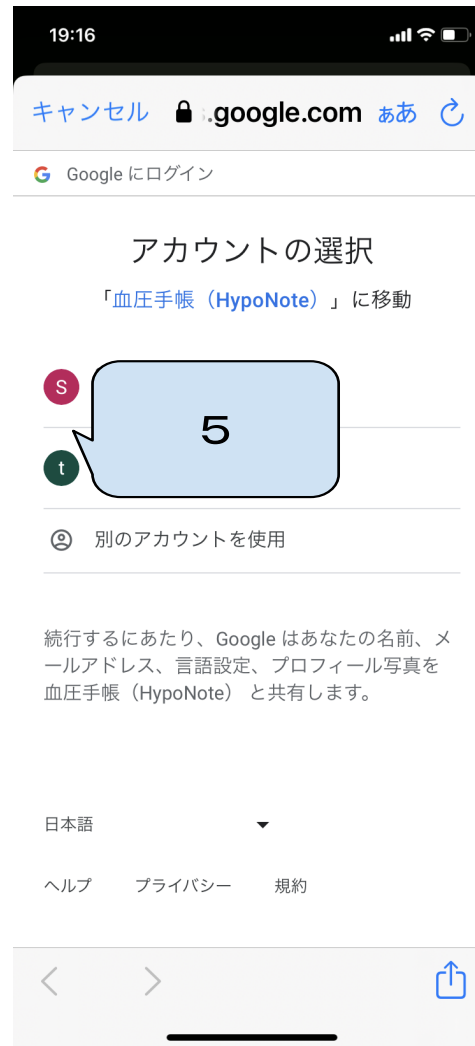 19:16
キャンセル .google.com ぁあ
G Google にログイン
アカウントの選択
「血圧手帳（HypoNote）」に移動
S
5
t
別のアカウントを使用
続行するにあたり、Google はあなたの名前、メ
ールアドレス、言語設定、プロフィール写真を
血圧手帳（HypoNote） と共有します。
日本語
ヘルプ プライバシー 規約